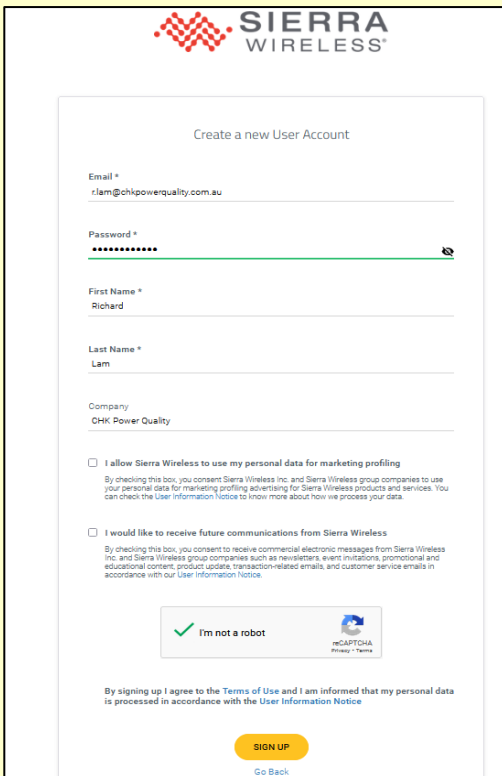 SIERRA
WIRELESS®
Create a new User Account
Email *
r.lam@chkpowerquality.com.au
Password *
••••••••••••
First Name *
Richard
Last Name *
Lam
Company
CHK Power Quality
I allow Sierra Wireless to use my personal data for marketing profiling
By checking this box, you consent Sierra Wireless Inc. and Sierra Wireless group companies to use
your personal data for marketing profiling advertising for Sierra Wireless products and services. You
can check the User Information Notice to know more about how we process your data.
I would like to receive future communications from Sierra Wireless
By checking this box, you consent to receive commercial electronic messages from Sierra Wireless
Inc. and Sierra Wireless group companies such as newsletters, event invitations, promotional and
educational content, product update, transaction-related emails, and customer service emails in
accordance with our User Information Notice.
I'm not a robot
reCAPTCHA
Privacy • Terms
By signing up I agree to the Terms of Use and I am informed that my personal data
is processed in accordance with the User Information Notice
SIGN UP
Go Back